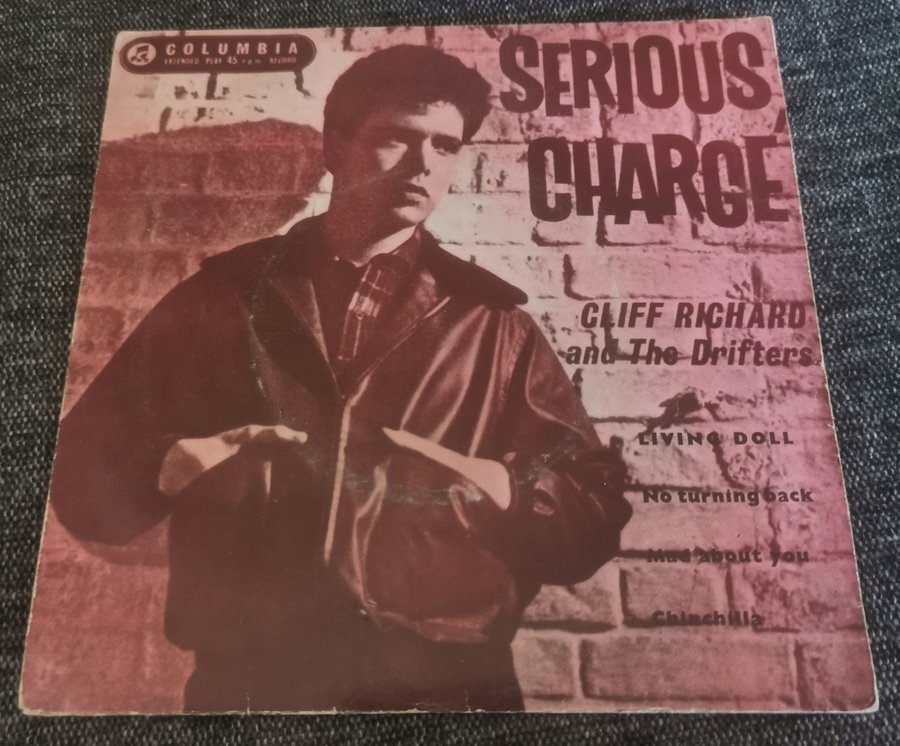 COLUMBIA
EXTENDED PLAY 45 r.p.m. RECORD
SERIOUS
CHARGE
CLIFF RICHARD
and The Drifters
LIVING DOLL
No turning back
Mad about you
Chinchilla